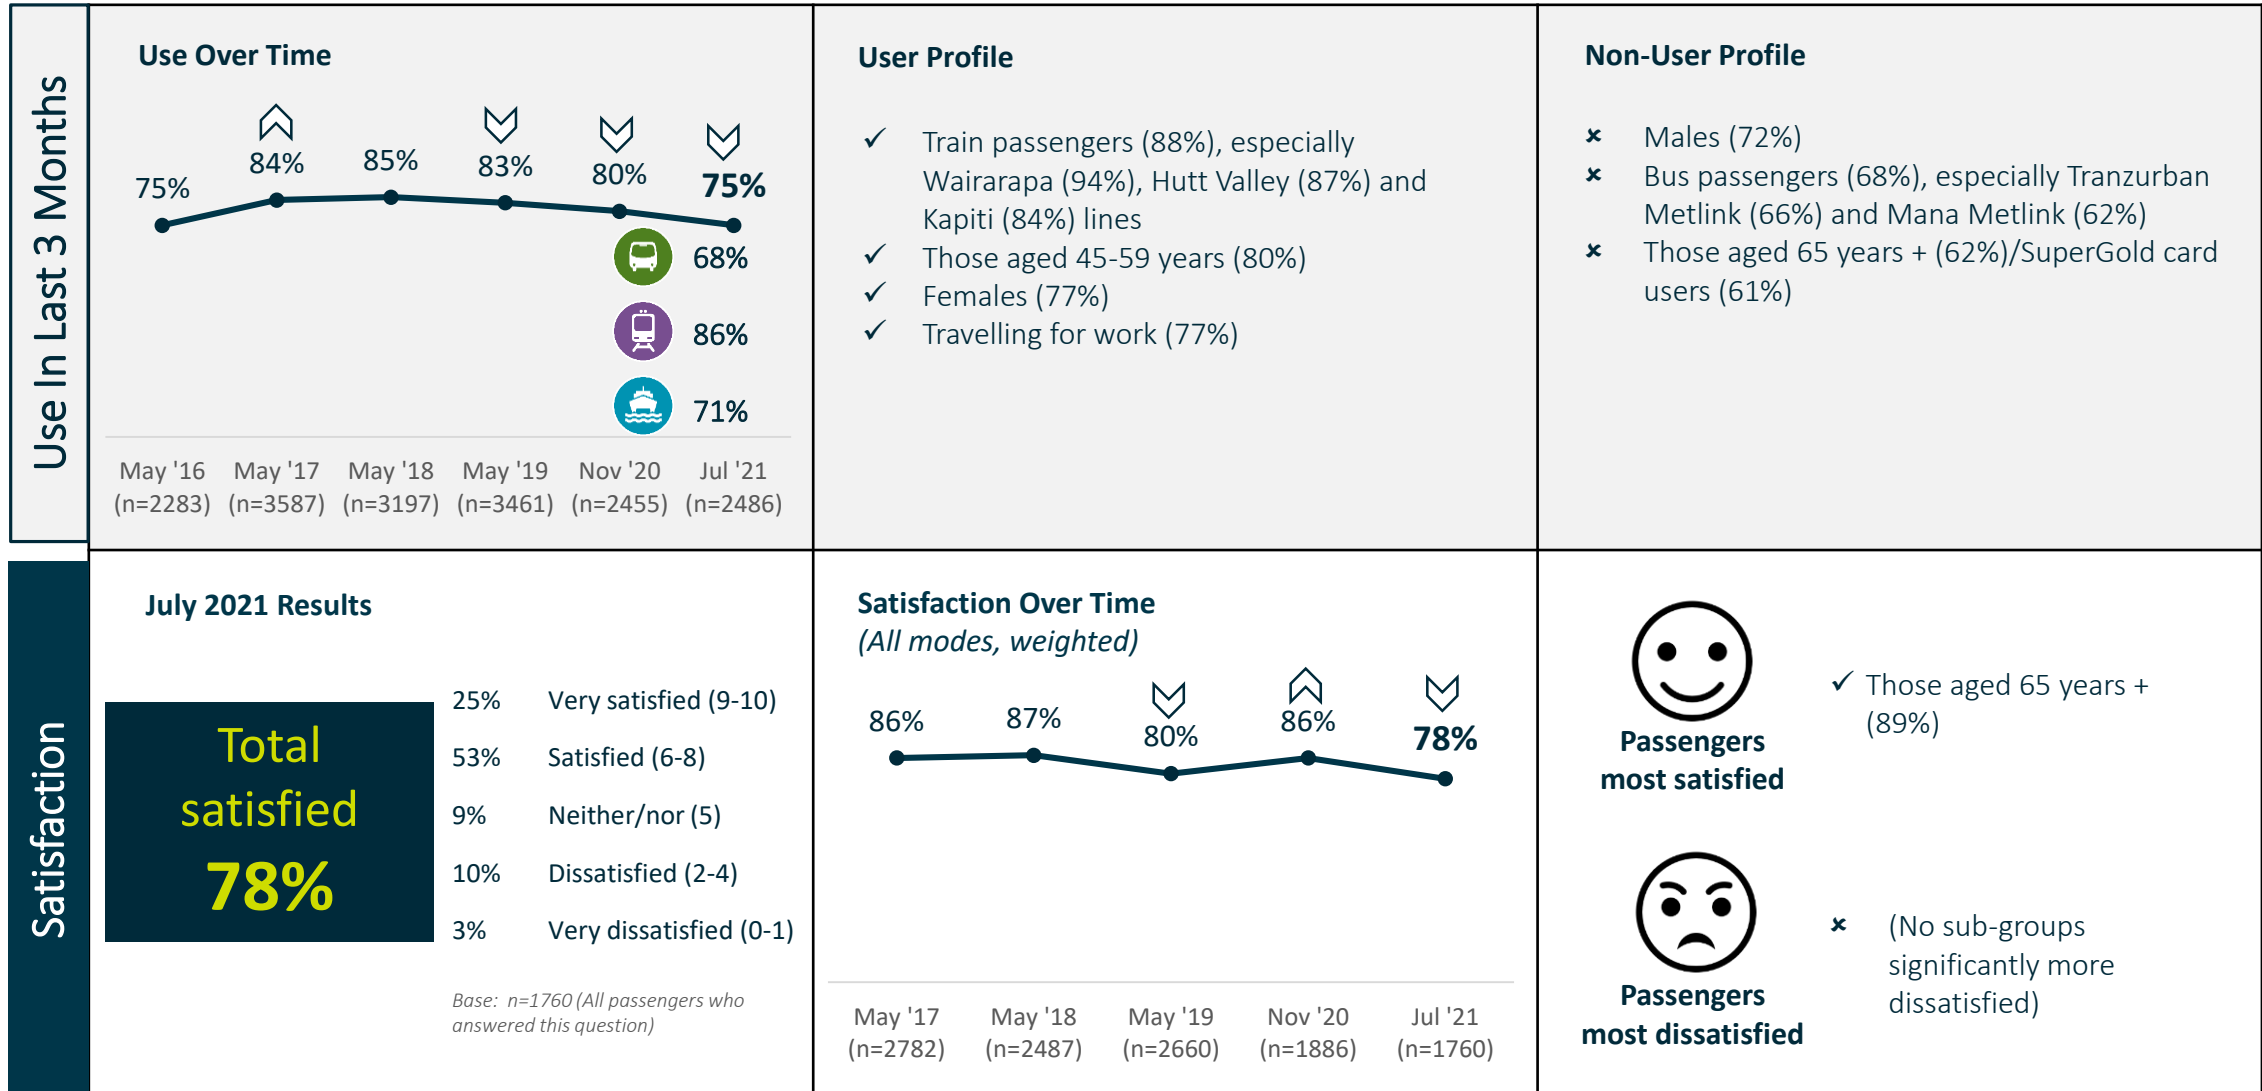 Use In Last 3 Months
Use Over Time
75%
84%
85%
83%
80%
75%
68%
86%
71%
May '16
(n=2283)
May '17
(n=3587)
May '18
(n=3197)
May '19
(n=3461)
Nov '20
(n=2455)
Jul '21
(n=2486)
User Profile
✓ Train passengers (88%), especially
Wairarapa (94%), Hutt Valley (87%) and
Kapiti (84%) lines
✓ Those aged 45-59 years (80%)
✓ Females (77%)
✓ Travelling for work (77%)
Non-User Profile
× Males (72%)
× Bus passengers (68%), especially Tranzurban
Metlink (66%) and Mana Metlink (62%)
× Those aged 65 years + (62%)/SuperGold card
users (61%)
Satisfaction
July 2021 Results
Total
satisfied
78%
25% Very satisfied (9-10)
53% Satisfied (6-8)
9% Neither/nor (5)
10% Dissatisfied (2-4)
3% Very dissatisfied (0-1)
Base: n=1760 (All passengers who
answered this question)
Satisfaction Over Time
(All modes, weighted)
86%
87%
80%
86%
78%
May '17
(n=2782)
May '18
(n=2487)
May '19
(n=2660)
Nov '20
(n=1886)
Jul '21
(n=1760)
Passengers
most satisfied
✓ Those aged 65 years +
(89%)
Passengers
most dissatisfied
× (No sub-groups
significantly more
dissatisfied)